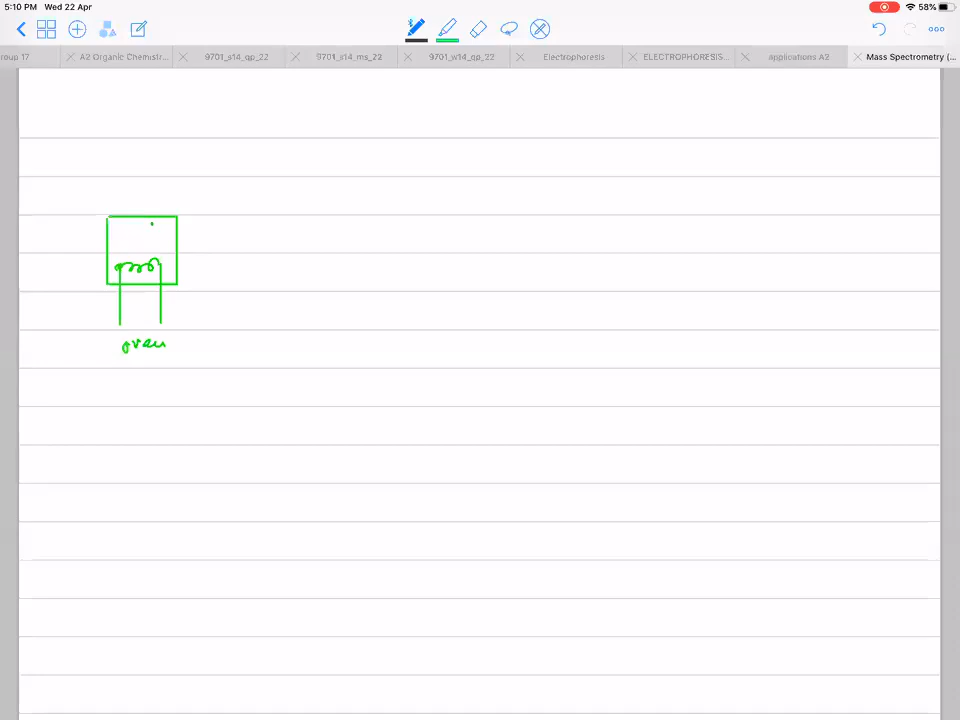 5:10 PM Wed 22 Apr 58%
roup 17 A2 Organic Chemistr... 9701_s14_qp_22 9701_s14_ms_22 9701_w14_qp_22 Electrophoresis ELECTROPHORESIS... applications A2 Mass Spectrometry (...
oven